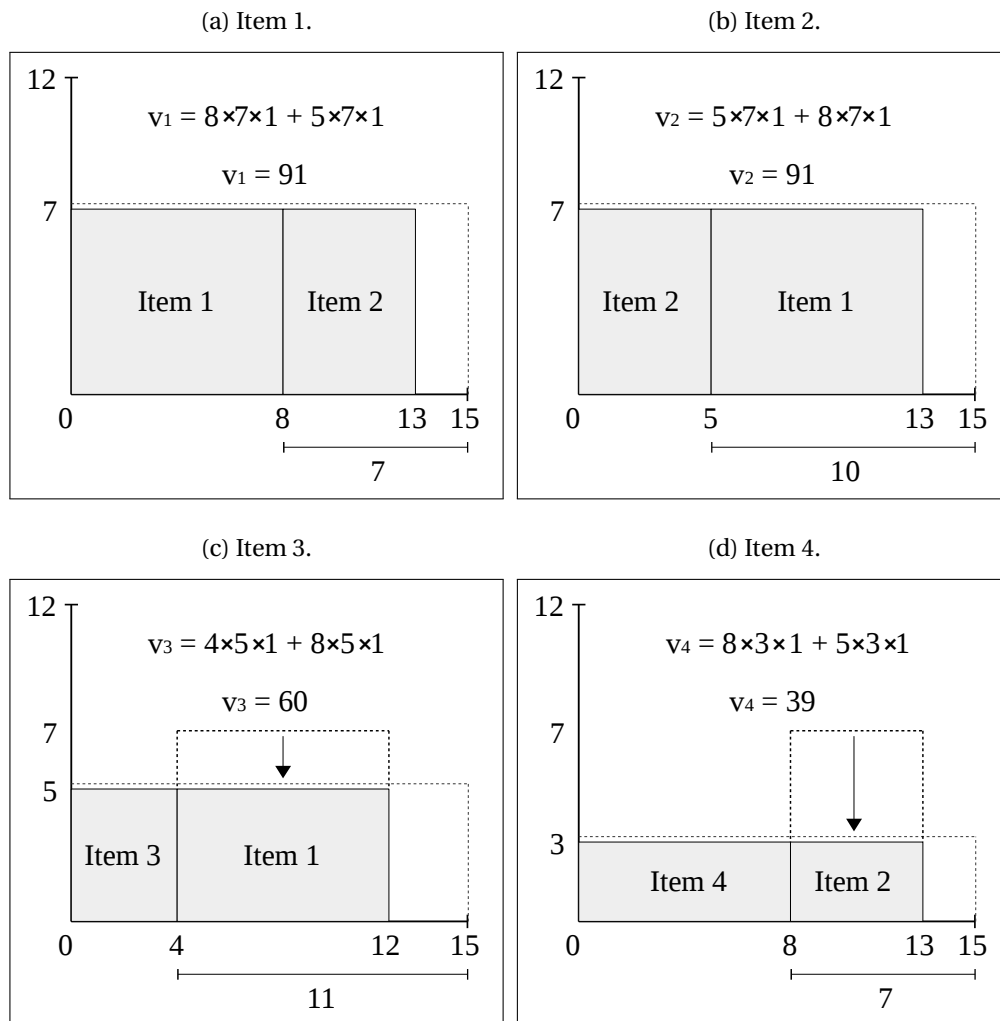 (a) Item 1.
12
v1 = 8×7×1 + 5×7×1
v1 = 91
7
Item 1
Item 2
0 8 13 15
7
(b) Item 2.
12
v2 = 5×7×1 + 8×7×1
v2 = 91
7
Item 2
Item 1
0 5 13 15
10
(c) Item 3.
12
v3 = 4×5×1 + 8×5×1
v3 = 60
7
5
Item 3
Item 1
0 4 12 15
11
(d) Item 4.
12
v4 = 8×3×1 + 5×3×1
v4 = 39
7
3
Item 4
Item 2
0 8 13 15
7